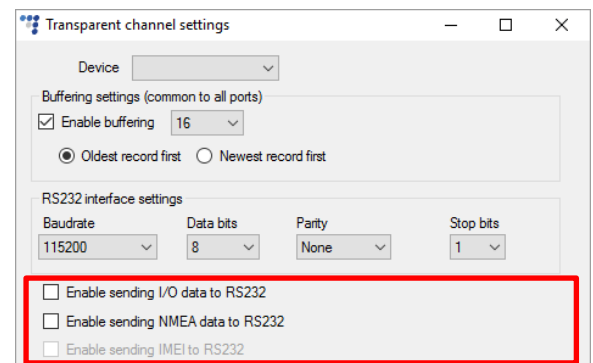 Transparent channel settings
Device
Buffering settings (common to all ports)
Enable buffering 16
Oldest record first Newest record first
RS232 interface settings
Baudrate Data bits Parity Stop bits
115200 8 None 1
Enable sending I/O data to RS232
Enable sending NMEA data to RS232
Enable sending IMEI to RS232